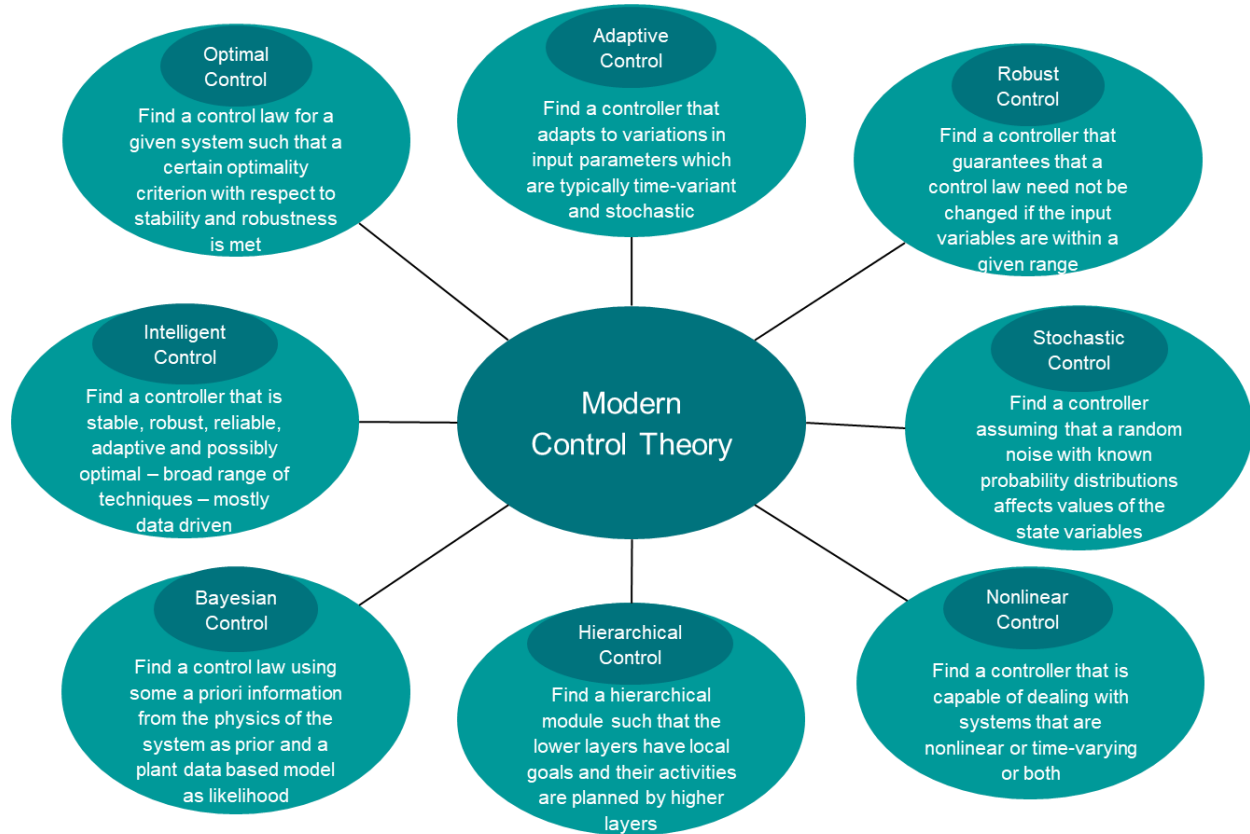 Optimal
Control
Find a control law for a
given system such that a
certain optimality
criterion with respect to
stability and robustness
is met
Adaptive
Control
Find a controller that
adapts to variations in
input parameters which
are typically time-variant
and stochastic
Robust
Control
Find a controller that
guarantees that a
control law need not be
changed if the input
variables are within a
given range
Intelligent
Control
Find a controller that is
stable, robust, reliable,
adaptive and possibly
optimal – broad range of
techniques – mostly
data driven
Modern
Control Theory
Stochastic
Control
Find a controller
assuming that a random
noise with known
probability distributions
affects values of the
state variables
Bayesian
Control
Find a control law using
some a priori information
from the physics of the
system as prior and a
plant data based model
as likelihood
Hierarchical
Control
Find a hierarchical
module such that the
lower layers have local
goals and their activities
are planned by higher
layers
Nonlinear
Control
Find a controller that is
capable of dealing with
systems that are
nonlinear or time-varying
or both